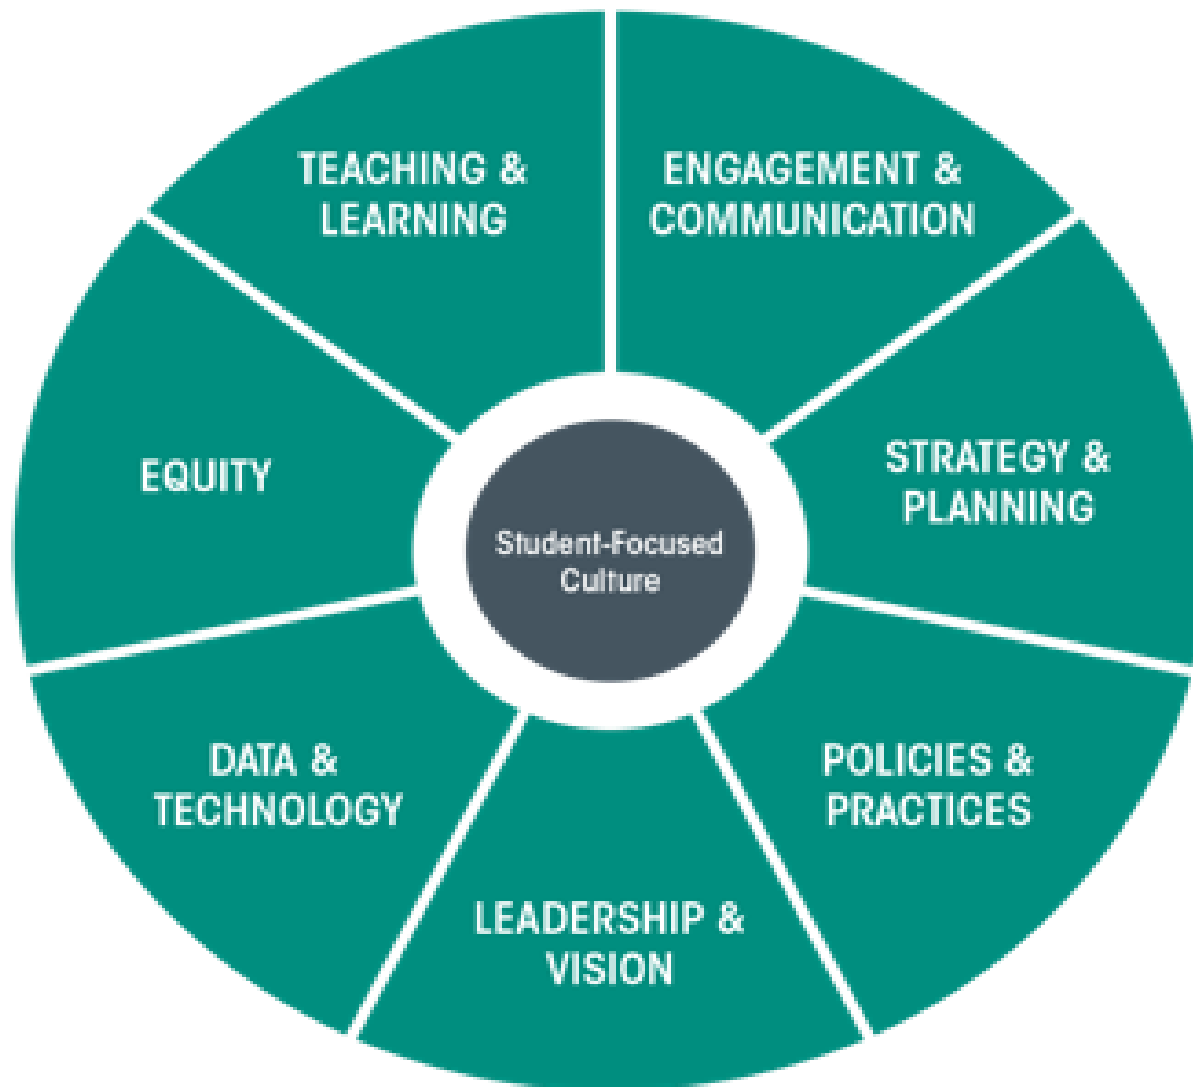 TEACHING &
LEARNING
ENGAGEMENT &
COMMUNICATION
STRATEGY &
PLANNING
POLICIES &
PRACTICES
LEADERSHIP &
VISION
DATA &
TECHNOLOGY
EQUITY
Student-Focused
Culture